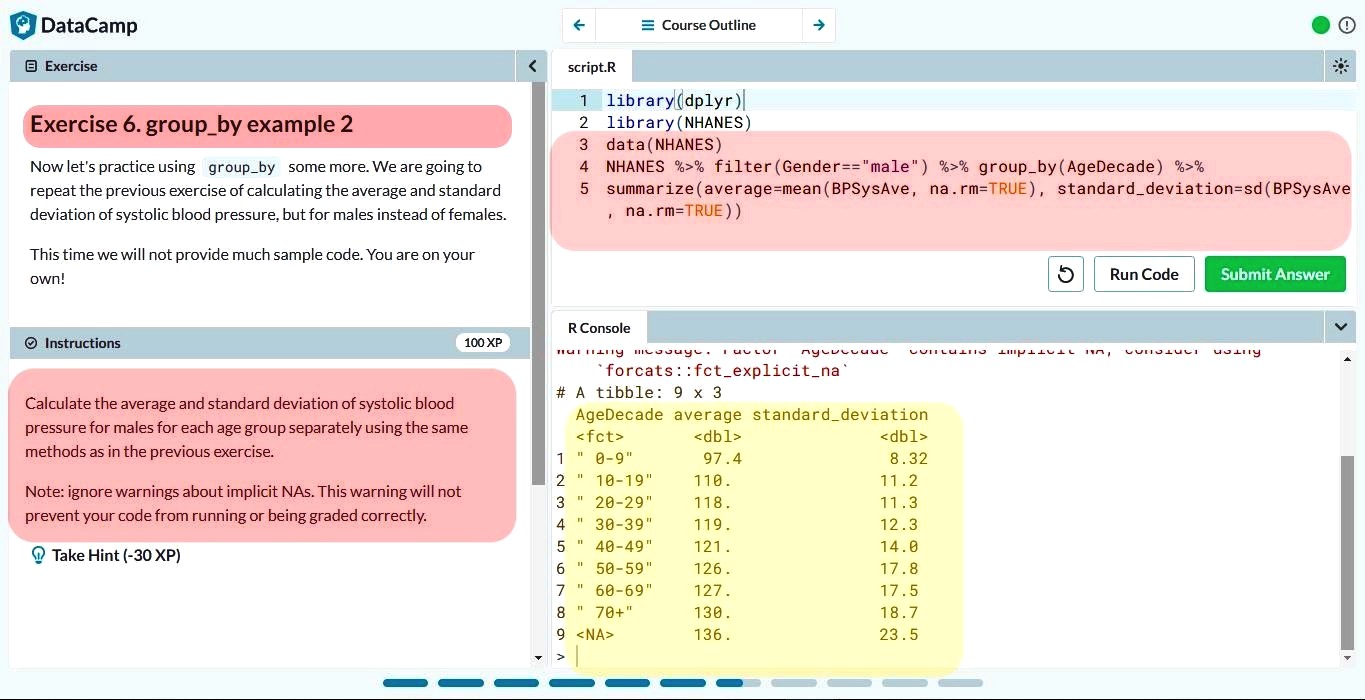 DataCamp
Course Outline
Exercise
Exercise 6. group_by example 2
Now let's practice using group_by some more. We are going to
repeat the previous exercise of calculating the average and standard
deviation of systolic blood pressure, but for males instead of females.
This time we will not provide much sample code. You are on your
own!
Instructions
100 XP
Calculate the average and standard deviation of systolic blood
pressure for males for each age group separately using the same
methods as in the previous exercise.
Note: ignore warnings about implicit NAs. This warning will not
prevent your code from running or being graded correctly.
Take Hint (-30 XP)
script.R
1 library(dplyr)
2 library(NHANES)
3 data(NHANES)
4 NHANES %>% filter(Gender=="male") %>% group_by(AgeDecade) %>%
5 summarize(average=mean(BPSysAve, na.rm=TRUE), standard_deviation=sd(BPSysAve
, na.rm=TRUE))
Run Code
Submit Answer
R Console
Warning message: Factor `AgeDecade` contains implicit NA, consider using
`forcats::fct_explicit_na`
# A tibble: 9 x 3
AgeDecade average standard_deviation
<fct> <dbl> <dbl>
1 " 0-9" 97.4 8.32
2 " 10-19" 110. 11.2
3 " 20-29" 118. 11.3
4 " 30-39" 119. 12.3
5 " 40-49" 121. 14.0
6 " 50-59" 126. 17.8
7 " 60-69" 127. 17.5
8 " 70+" 130. 18.7
9 <NA> 136. 23.5
>